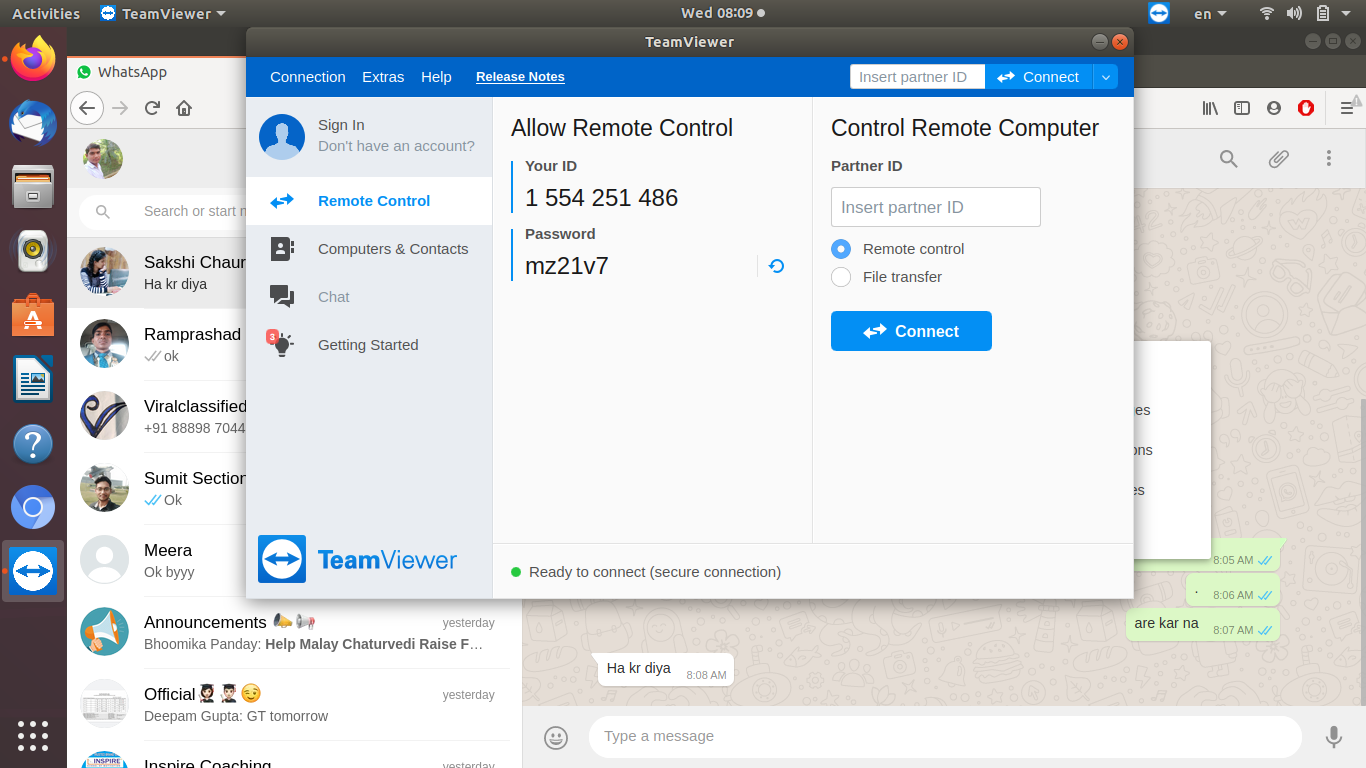 Activities TeamViewer Wed 08:09 en
TeamViewer
WhatsApp
Connection Extras Help Release Notes Insert partner ID Connect
Sign In
Don't have an account?
Remote Control
Computers & Contacts
Chat
3
Getting Started
TeamViewer
Allow Remote Control
Your ID
1 554 251 486
Password
mz21v7
Control Remote Computer
Partner ID
Insert partner ID
Remote control
File transfer
Connect
Ready to connect (secure connection)
Search or start n
Sakshi Chaur
Ha kr diya
Ramprashad
ok
Viralclassified
+91 88898 7044
Sumit Section
Ok
Meera
Ok byyy
Announcements yesterday
Bhoomika Panday: Help Malay Chaturvedi Raise F…
Official yesterday
Deepam Gupta: GT tomorrow
INSPIRE
Inspire Coaching yesterday
es
ons
es
8:05 AM
. 8:06 AM
are kar na 8:07 AM
Ha kr diya 8:08 AM
Type a message